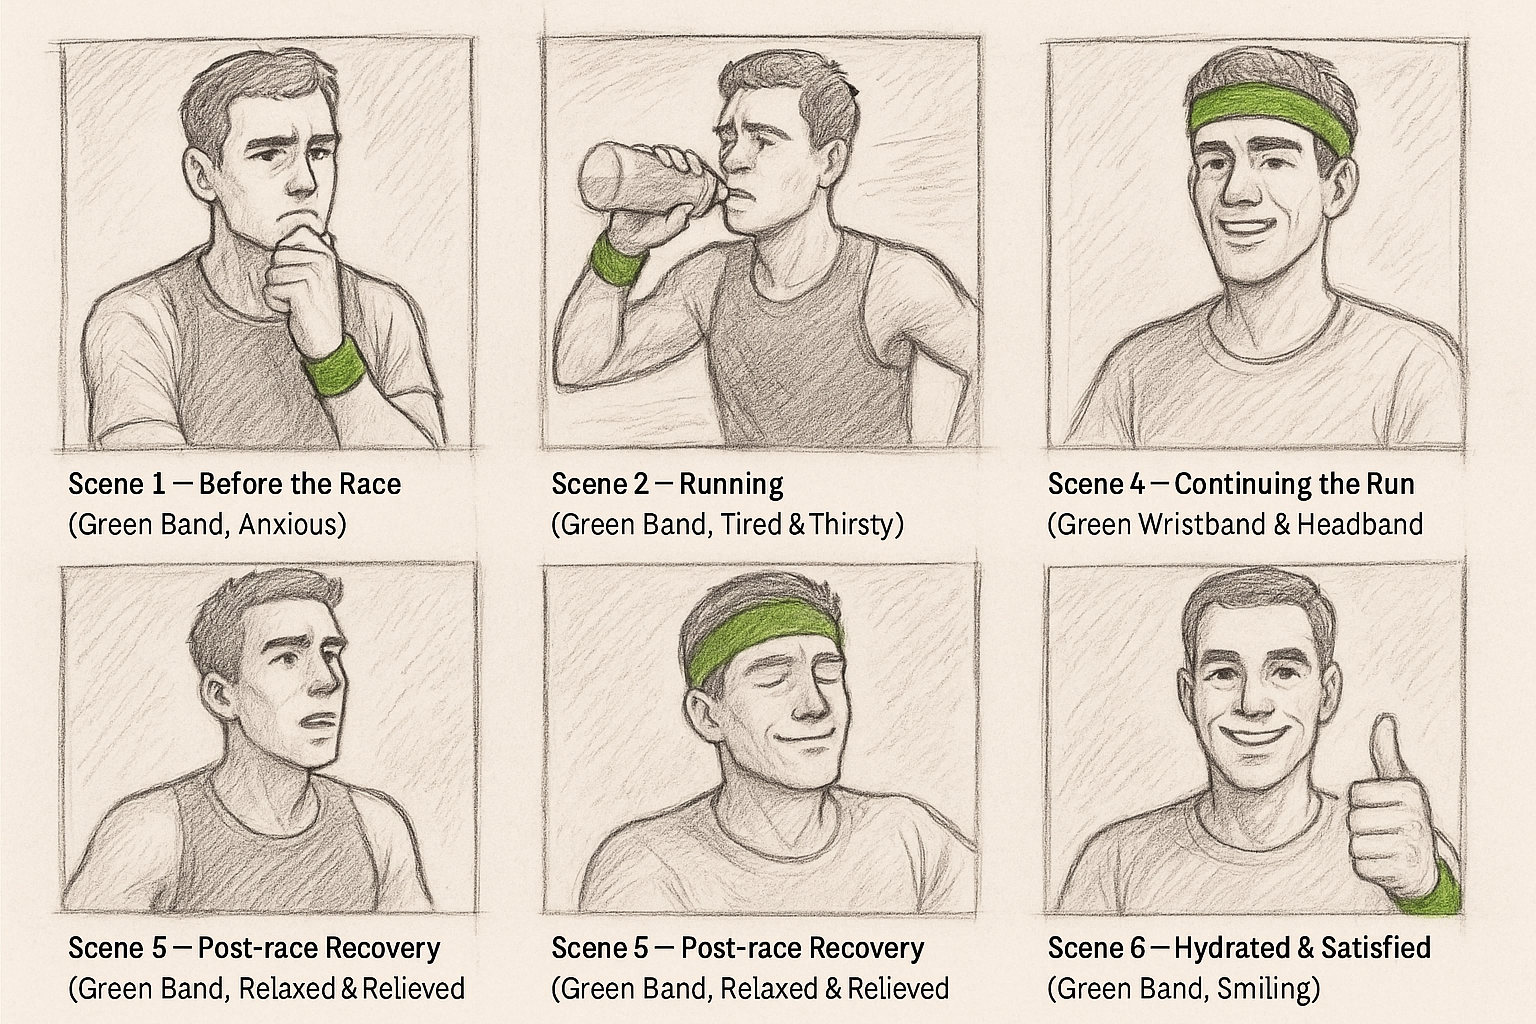 Scene 1 — Before the Race
(Green Band, Anxious)
Scene 2 — Running
(Green Band, Tired & Thirsty)
Scene 4 — Continuing the Run
(Green Wristband & Headband
Scene 5 — Post-race Recovery
(Green Band, Relaxed & Relieved
Scene 5 — Post-race Recovery
(Green Band, Relaxed & Relieved
Scene 6 — Hydrated & Satisfied
(Green Band, Smiling)